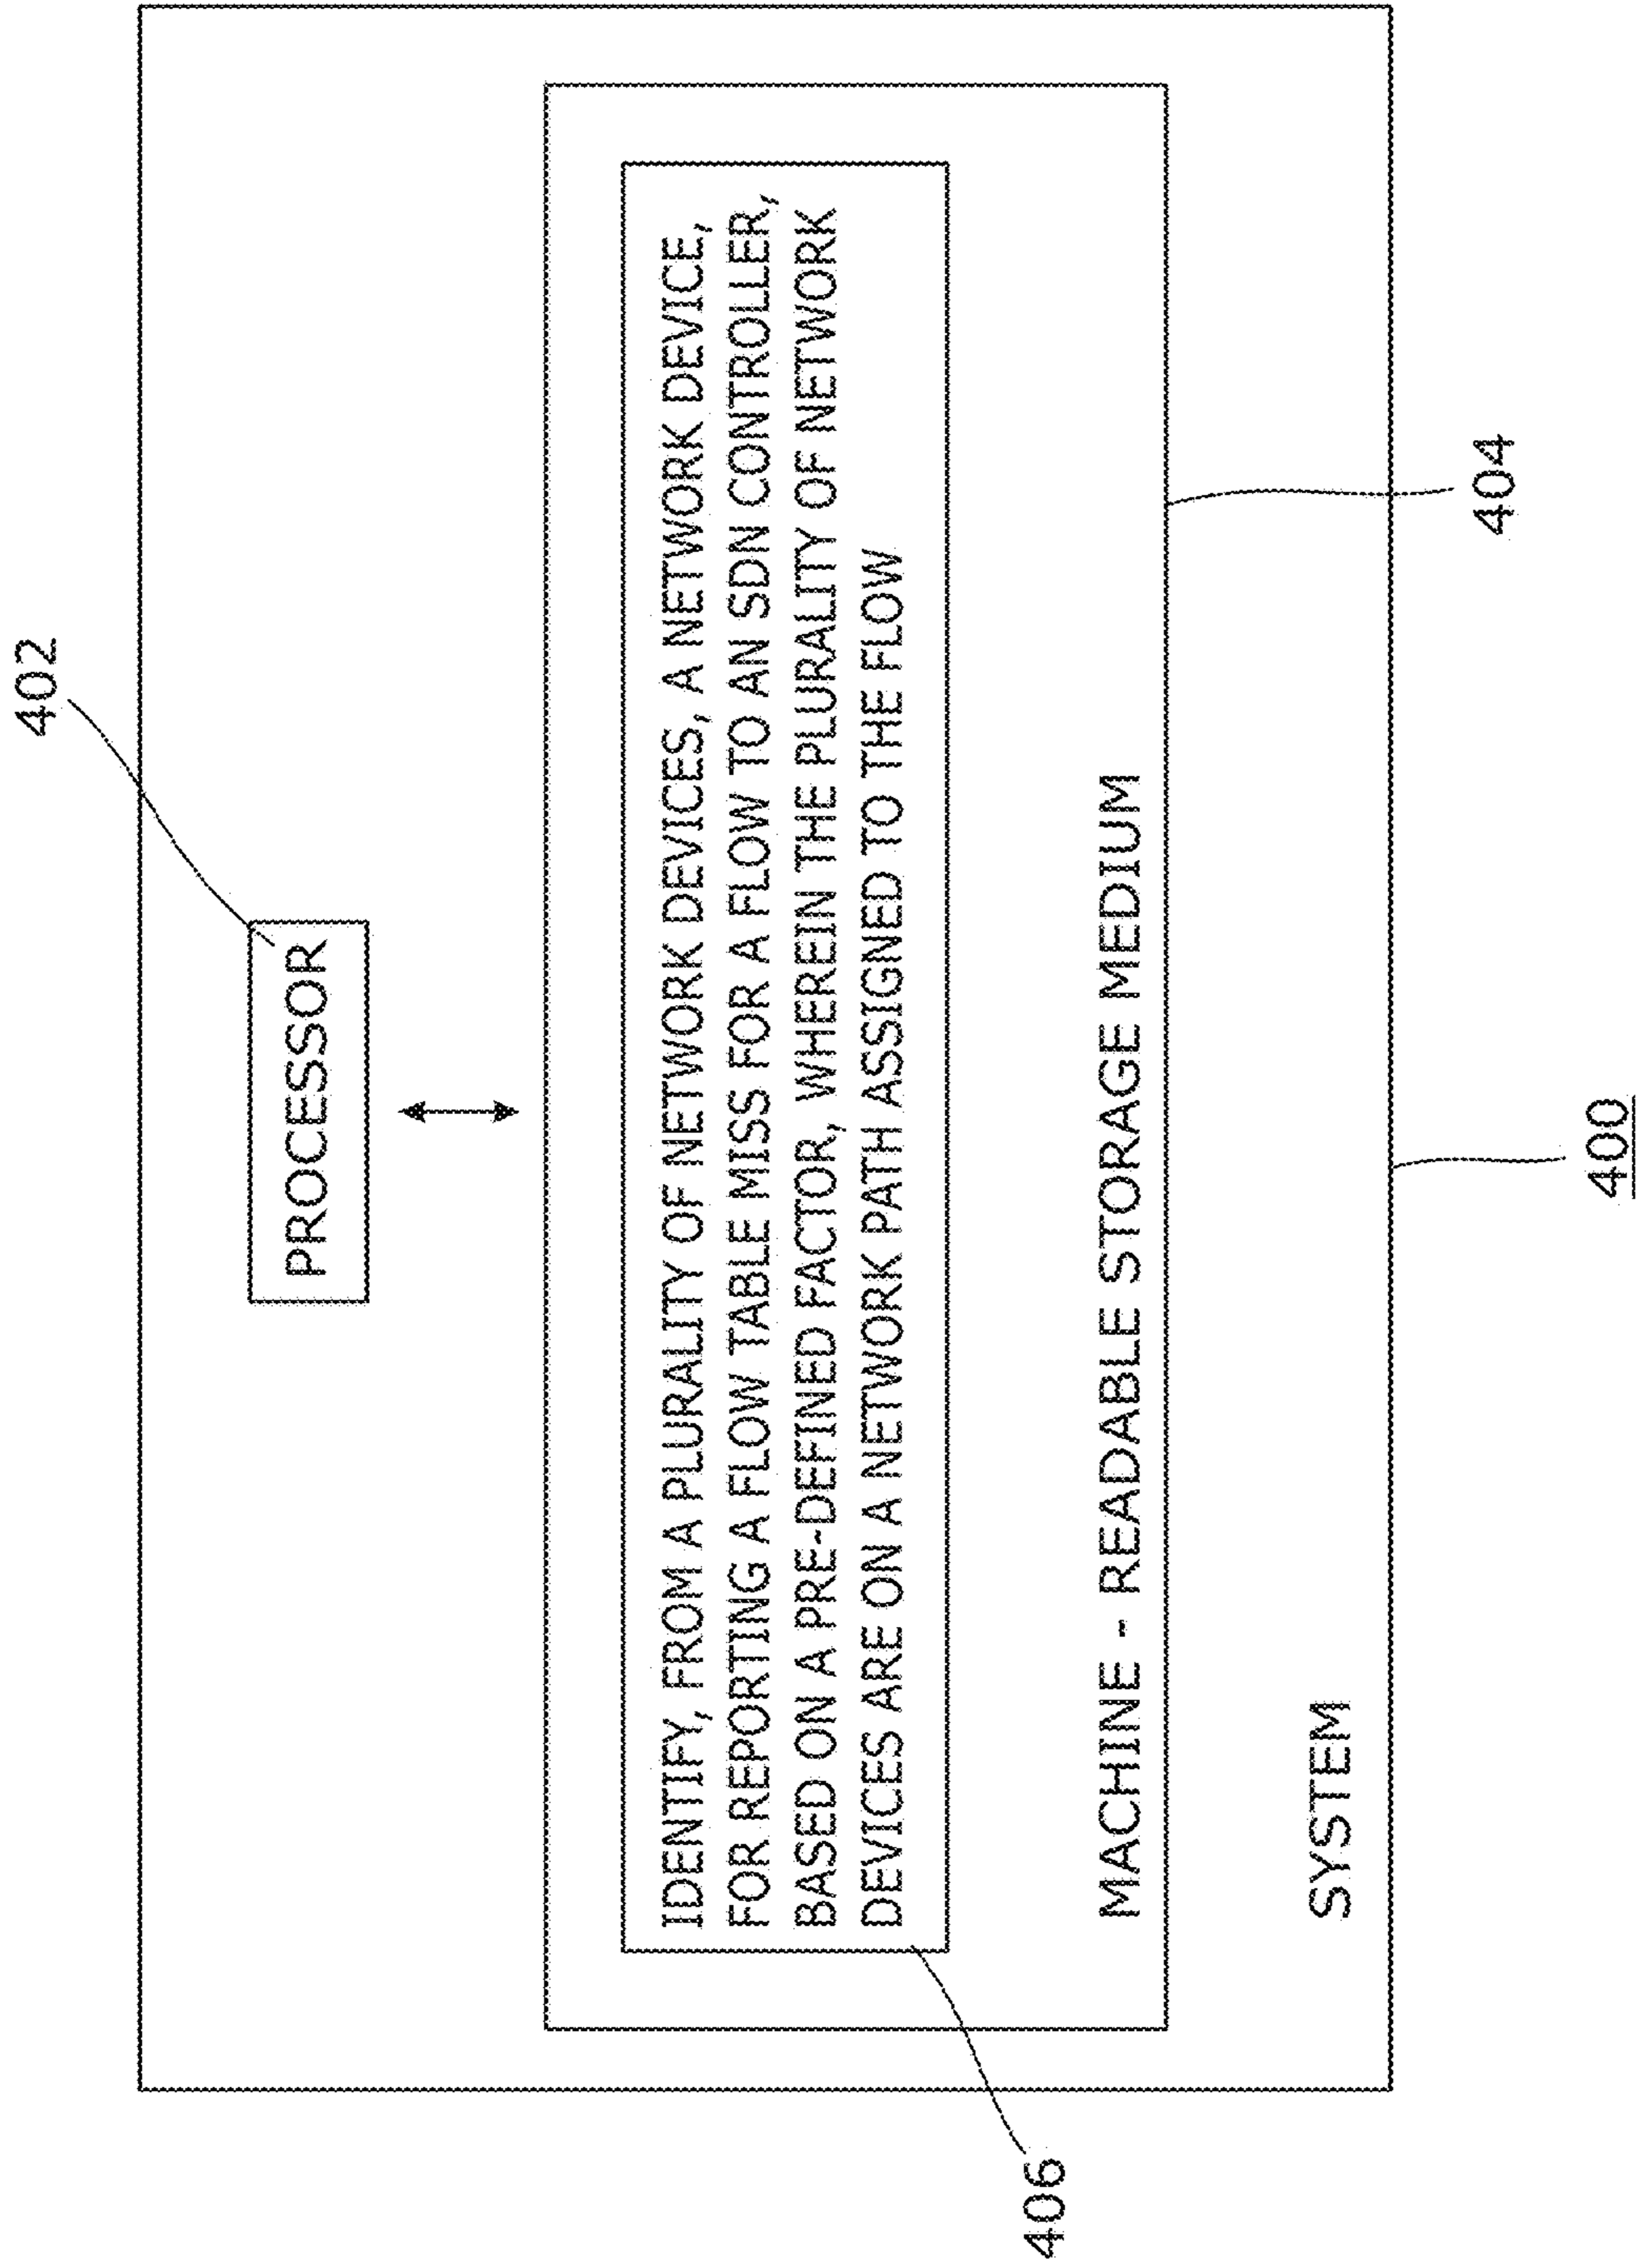 402
PROCESSOR
IDENTIFY, FROM A PLURALITY OF NETWORK DEVICES, A NETWORK DEVICE,
FOR REPORTING A FLOW TABLE MISS FOR A FLOW TO AN SDN CONTROLLER,
BASED ON A PRE-DEFINED FACTOR, WHEREIN THE PLURALITY OF NETWORK
DEVICES ARE ON A NETWORK PATH ASSIGNED TO THE FLOW
406
MACHINE - READABLE STORAGE MEDIUM
SYSTEM
404
400